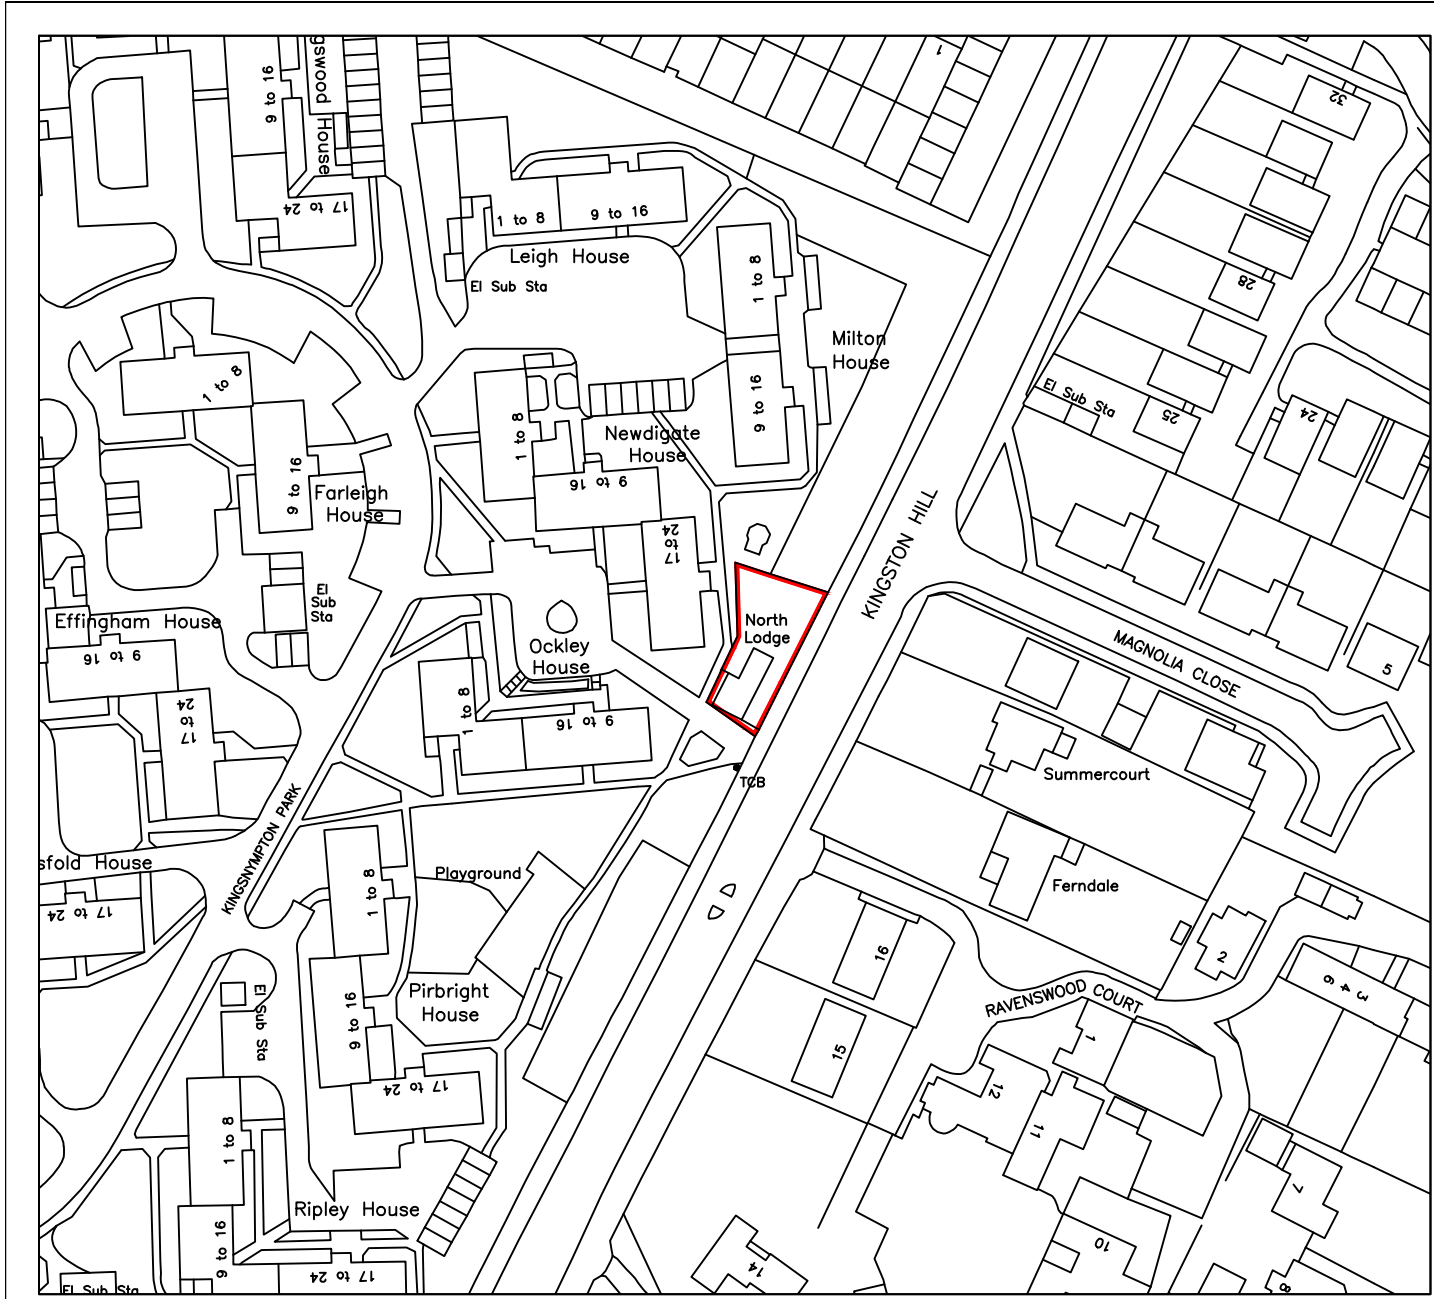 gswood House
9 to 16
17 to 24
1
32
1 to 8
9 to 16
Leigh House
El Sub Sta
1 to 8
9 to 16
Milton
House
28
El Sub Sta
25
24
1 to 8
9 to 16
Farleigh
House
1 to 8
Newdigate
House
9 to 16
17 to 24
KINGSTON HILL
El
Sub
Sta
Effingham House
9 to 16
17 to 24
Ockley
House
1 to 8
9 to 16
North
Lodge
MAGNOLIA CLOSE
5
TCB
Summercourt
Ferndale
KINGSNYMPTON PARK
sfold House
17 to 24
Playground
1 to 8
9 to 16
17 to 24
Pirbright
House
El Sub Sta
16
15
2
3 4 6
RAVENSWOOD COURT
1
12
11
10
7
8
14
1 to 8
9 to 16
Ripley House
17 to 24
El Sub Sta